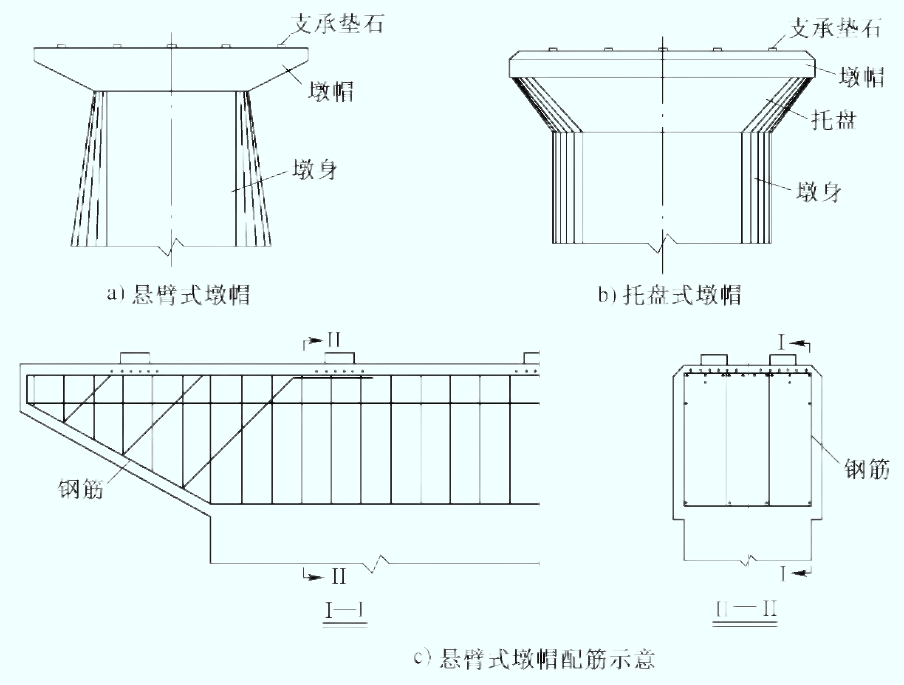 支承垫石
墩帽
墩身
a) 悬臂式墩帽
支承垫石
墩帽
托盘
墩身
b) 托盘式墩帽
II
钢筋
II
I—I
I
钢筋
I
II—II
c) 悬臂式墩帽配筋示意